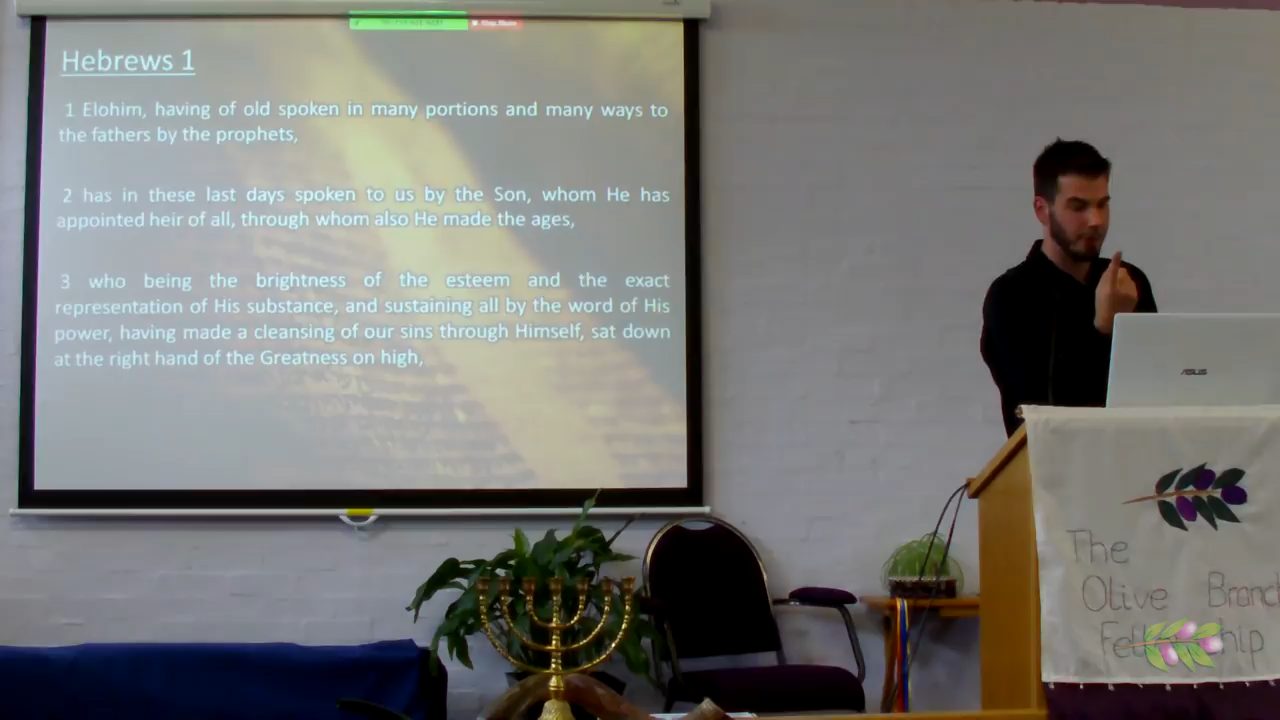 Hebrews 1
1 Elohim, having of old spoken in many portions and many ways to
the fathers by the prophets,
2 has in these last days spoken to us by the Son, whom He has
appointed heir of all, through whom also He made the ages,
3 who being the brightness of the esteem and the exact
representation of His substance, and sustaining all by the word of His
power, having made a cleansing of our sins through Himself, sat down
at the right hand of the Greatness on high,
ASUS
The
Olive Branch